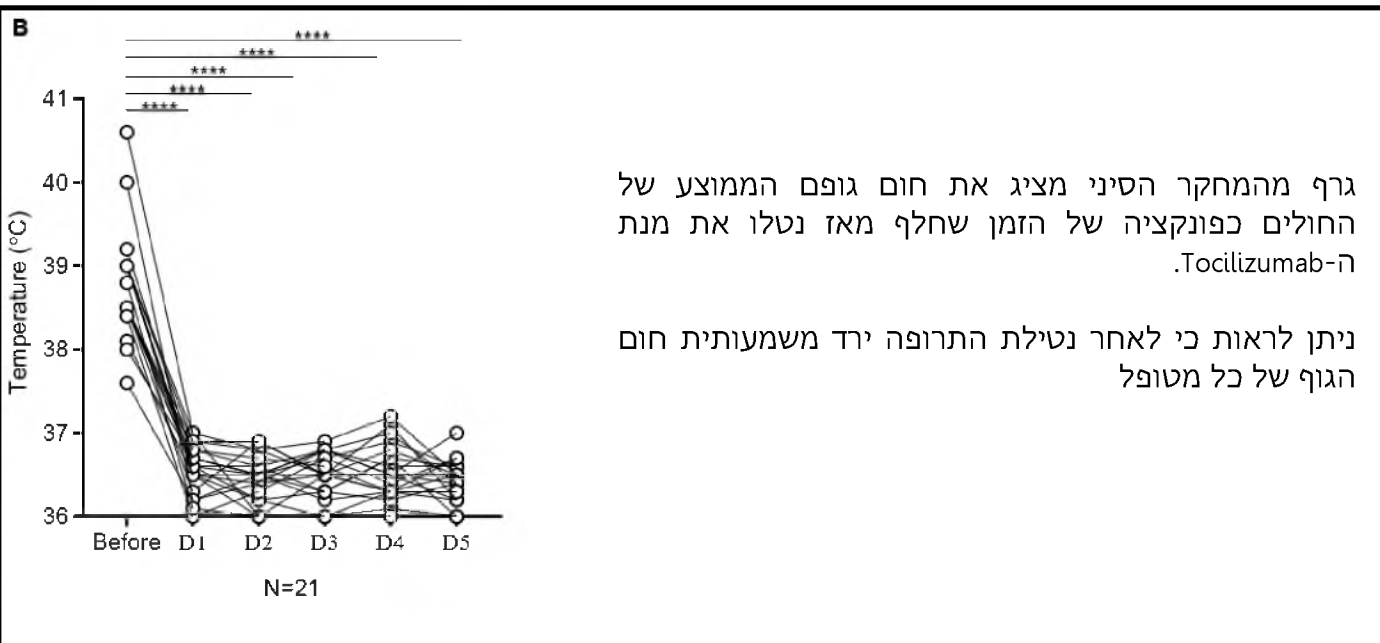 B
****
****
****
****
****
41
40
39
38
37
36
Temperature (°C)
Before D1 D2 D3 D4 D5
N=21
גרף מהמחקר הסיני מציג את חום גופם הממוצע של
החולים כפונקציה של הזמן שחלף מאז נטלו את מנת
ה-Tocilizumab.
ניתן לראות כי לאחר נטילת התרופה ירד משמעותית חום
הגוף של כל מטופל